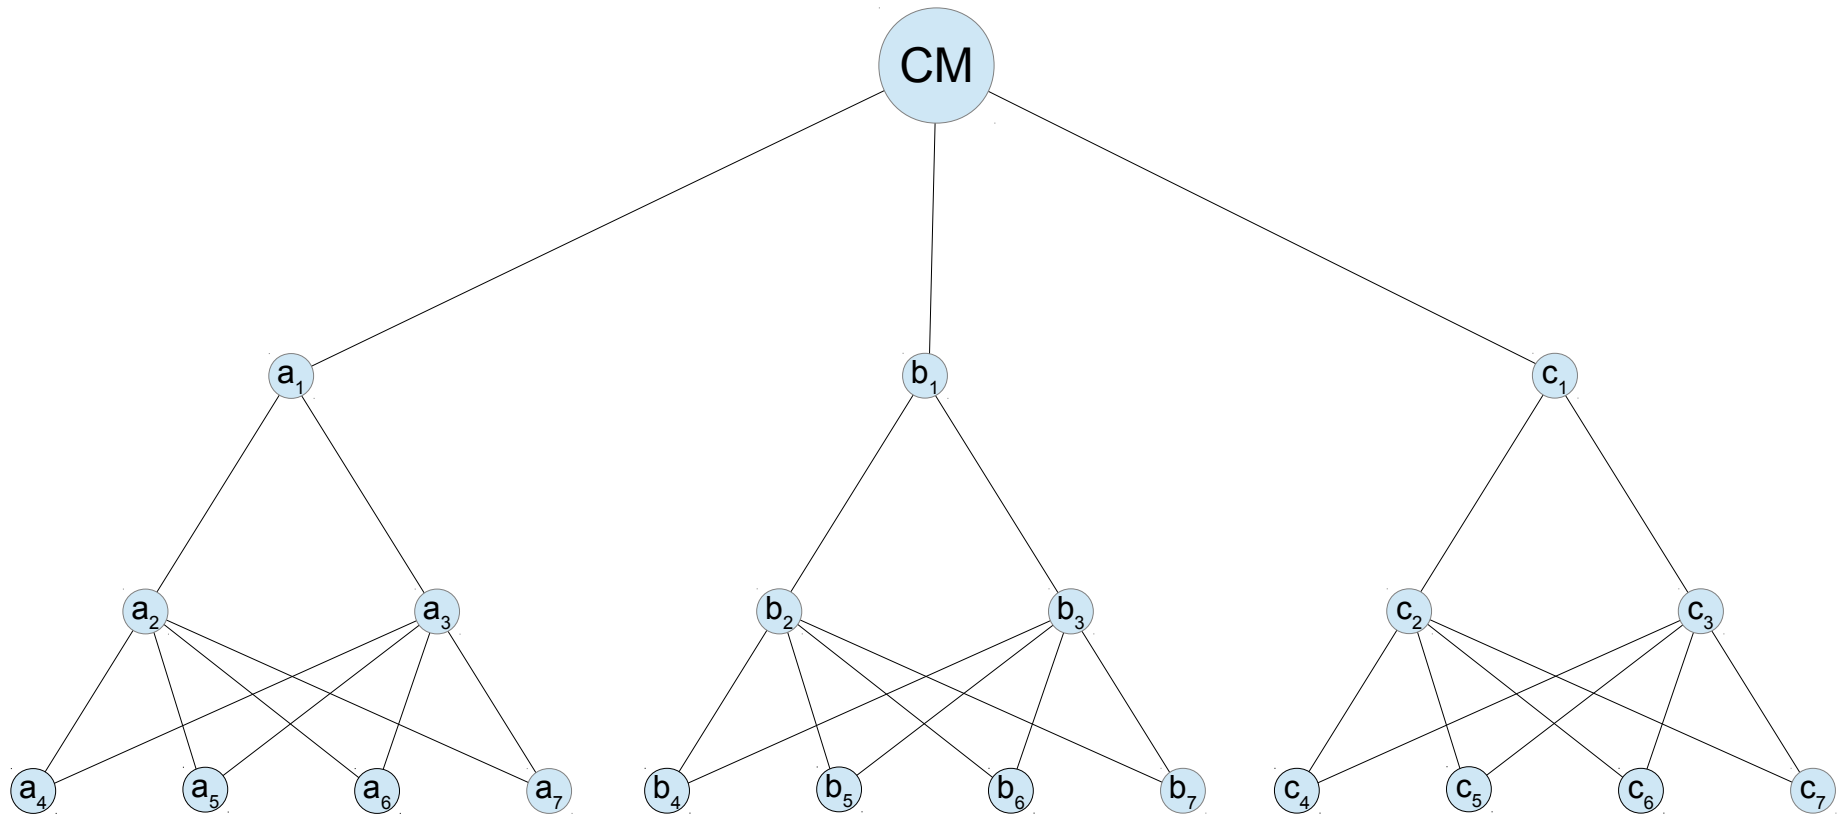 CM
a₁ b₁ c₁
a₂ a₃ b₂ b₃ c₂ c₃
a₄ a₅ a₆ a₇ b₄ b₅ b₆ b₇ c₄ c₅ c₆ c₇